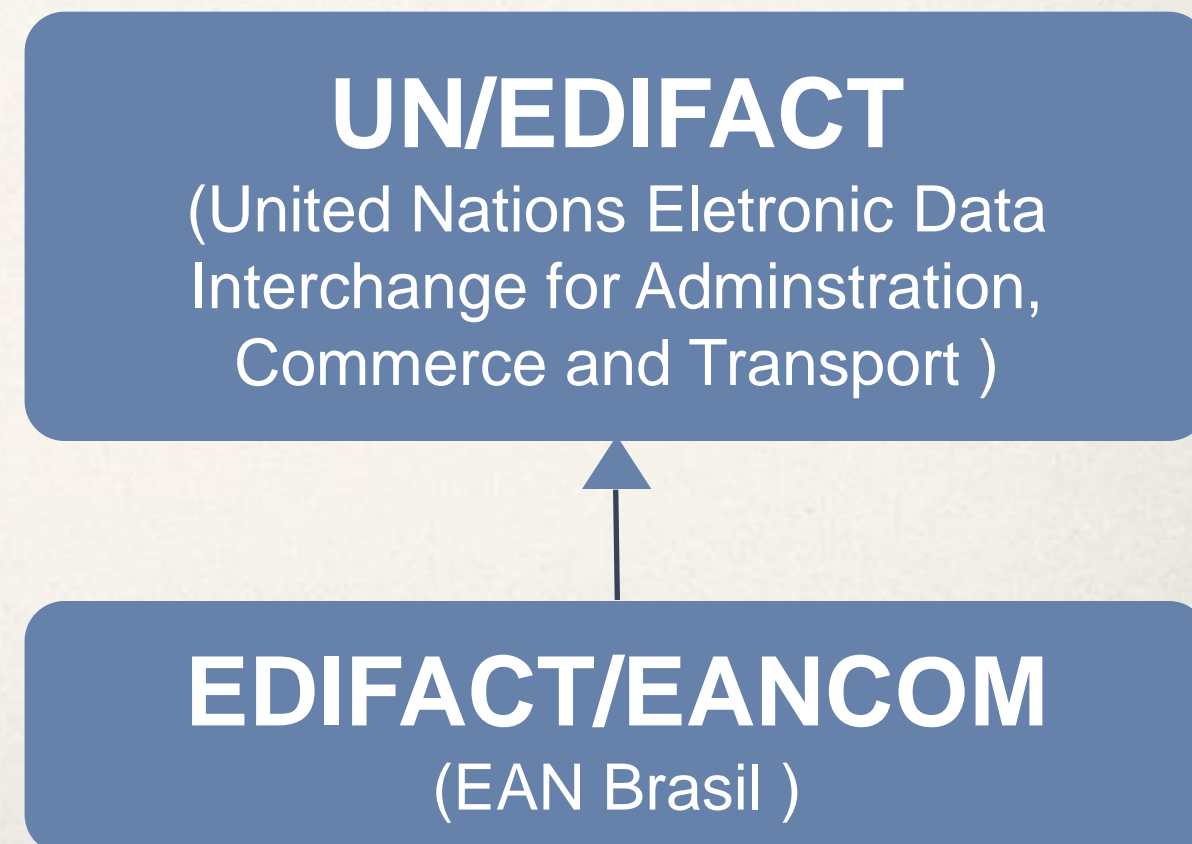 UN/EDIFACT
(United Nations Eletronic Data
Interchange for Adminstration,
Commerce and Transport )
EDIFACT/EANCOM
(EAN Brasil )